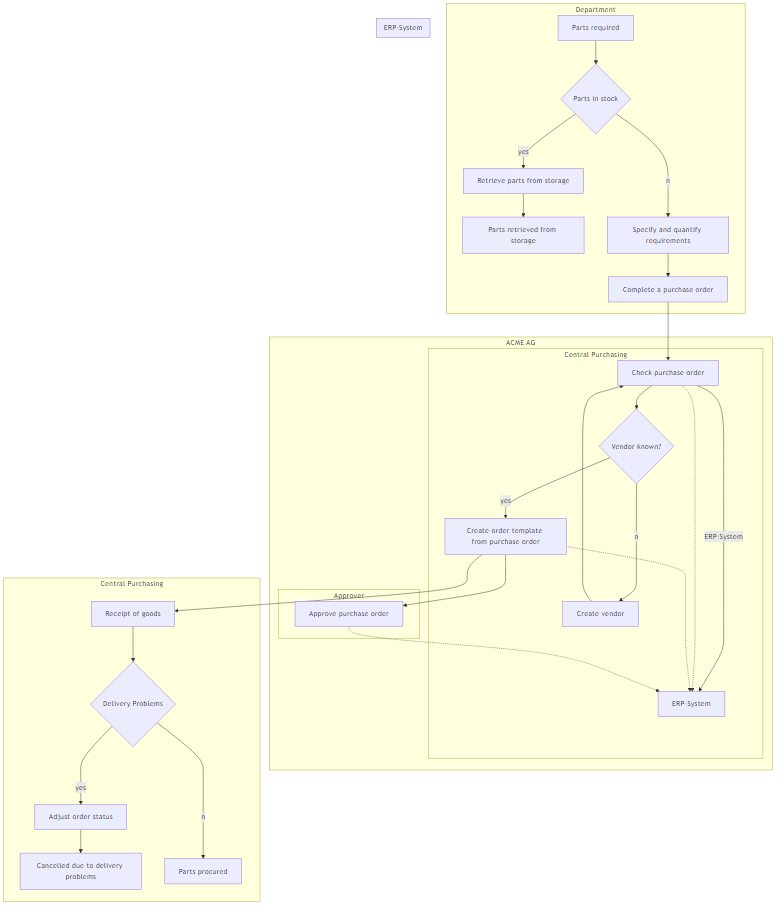 Department
ERP-System
Parts required
Parts in stock
yes
Retrieve parts from storage
n
Parts retrieved from
storage
Specify and quantify
requirements
Complete a purchase order
ACME AG
Central Purchasing
Check purchase order
Vendor known?
yes
Create order template
from purchase order
n
ERP-System
Central Purchasing
Approver
Receipt of goods
Approve purchase order
Create vendor
Delivery Problems
ERP-System
yes
Adjust order status
n
Cancelled due to delivery
problems
Parts procured